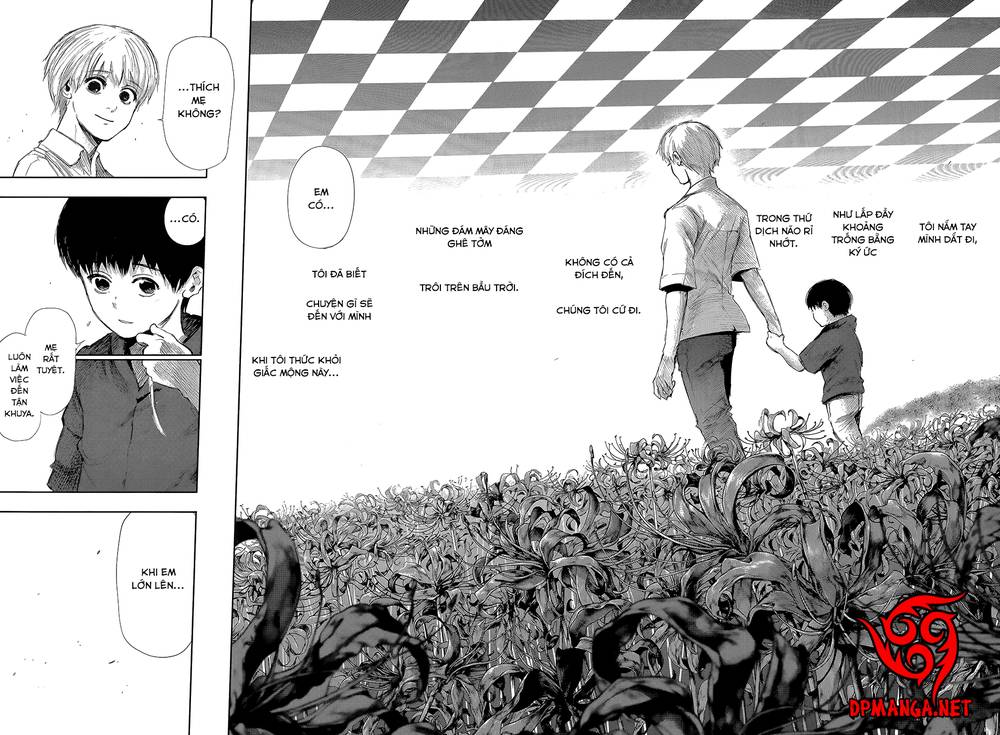 TÔI NẮM TAY
MÌNH DẮT ĐI,
NHƯ LẤP ĐẦY
KHOẢNG
TRỐNG BẰNG
KÝ ỨC
TRONG THỨ
DỊCH NÃO RỈ
NHỚT.
KHÔNG CÓ CẢ
ĐÍCH ĐẾN,
CHÚNG TÔI CỨ ĐI.
NHỮNG ĐÁM MÂY ĐÁNG
GHÊ TỞM
TRÔI TRÊN BẦU TRỜI.
TÔI ĐÃ BIẾT
CHUYỆN GÌ SẼ
ĐẾN VỚI MÌNH
KHI TÔI THỨC KHỎI
GIẤC MỘNG NÀY...
EM
CÓ...
...THÍCH
MẸ
KHÔNG?
...CÓ.
MẸ
RẤT
TUYỆT.
LUÔN
LÀM
VIỆC
ĐẾN
TẬN
KHUYA.
KHI EM
LỚN LÊN...
DPMANGA.NET